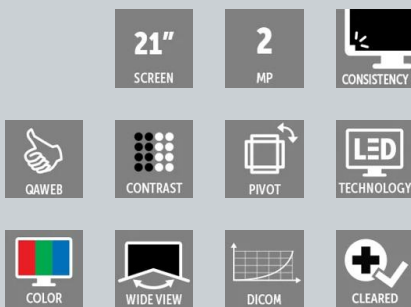 21"
SCREEN
2
MP
CONSISTENCY
QAWEB
CONTRAST
PIVOT
LED
TECHNOLOGY
COLOR
WIDE VIEW
DICOM
CLEARED